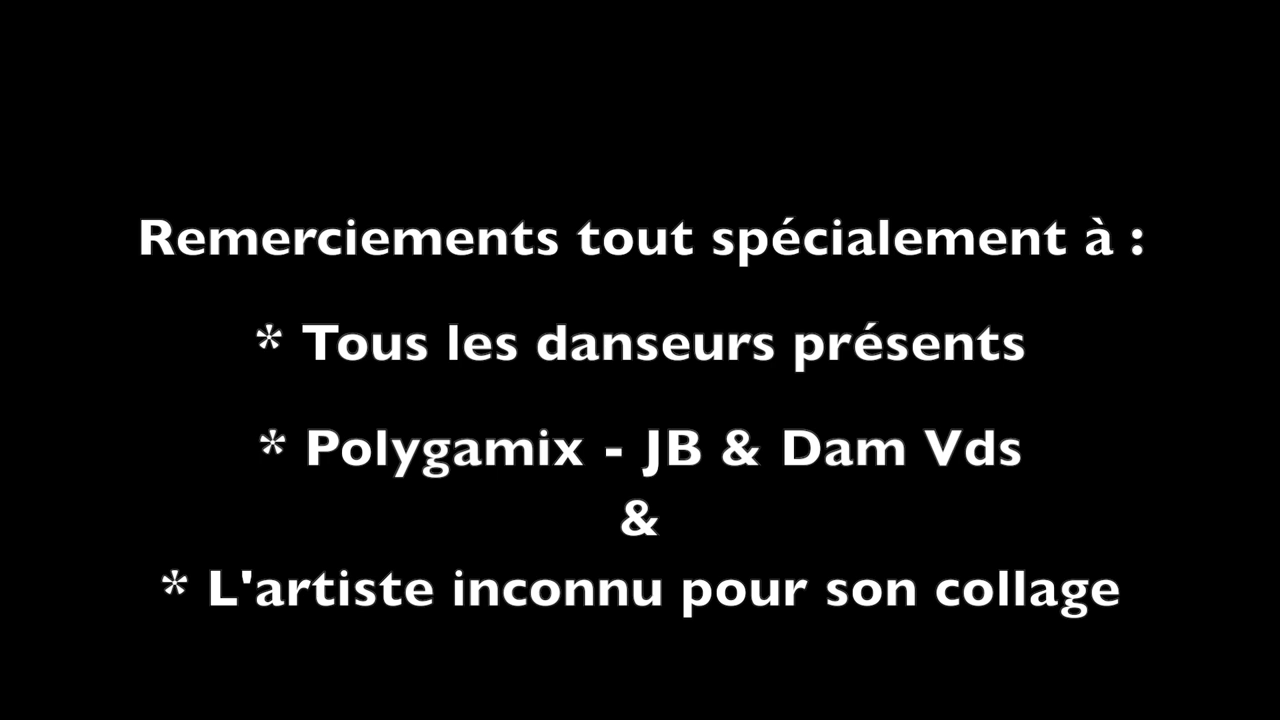 Remerciements tout spécialement à :
* Tous les danseurs présents
* Polygamix - JB & Dam Vds
&
* L'artiste inconnu pour son collage